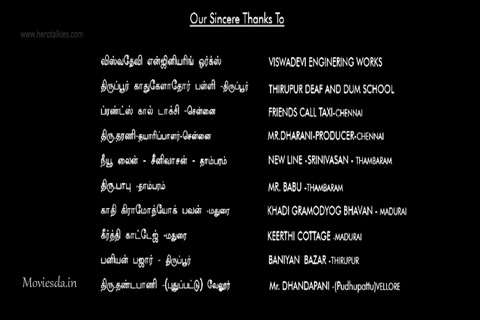 Our Sincere Thanks To
www.herotalkies.com
விஸ்வதேவி என்ஜினியரிங் ஒர்க்ஸ் VISWADEVI ENGINERING WORKS
திருப்பூர் காதுகேளாதோர் பள்ளி -திருப்பூர் THIRUPUR DEAF AND DUM SCHOOL
ப்ரண்ட்ஸ் கால் டாக்சி -சென்னை FRIENDS CALL TAXI-CHENNAI
திரு.தரணி-தயாரிப்பாளர்-சென்னை MR.DHARANI-PRODUCER-CHENNAI
நீயூ லைன் - சீனிவாசன் - தாம்பரம் NEW LINE -SRINIVASAN - THAMBARAM
திரு.பாபு -தாம்பரம் MR. BABU -THAMBARAM
காதி கிராமோத்யோக் பவன் -மதுரை KHADI GRAMODYOG BHAVAN - MADURAI
கீர்த்தி காட்டேஜ் -மதுரை KEERTHI COTTAGE -MADURAI
பனியன் பஜார் - திருப்பூர் BANIYAN BAZAR -THIRUPUR
திரு.தண்டபாணி -(புதுப்பட்டு) வேலூர் Mr. DHANDAPANI -(Pudhupattu)VELLORE
Moviesda.in